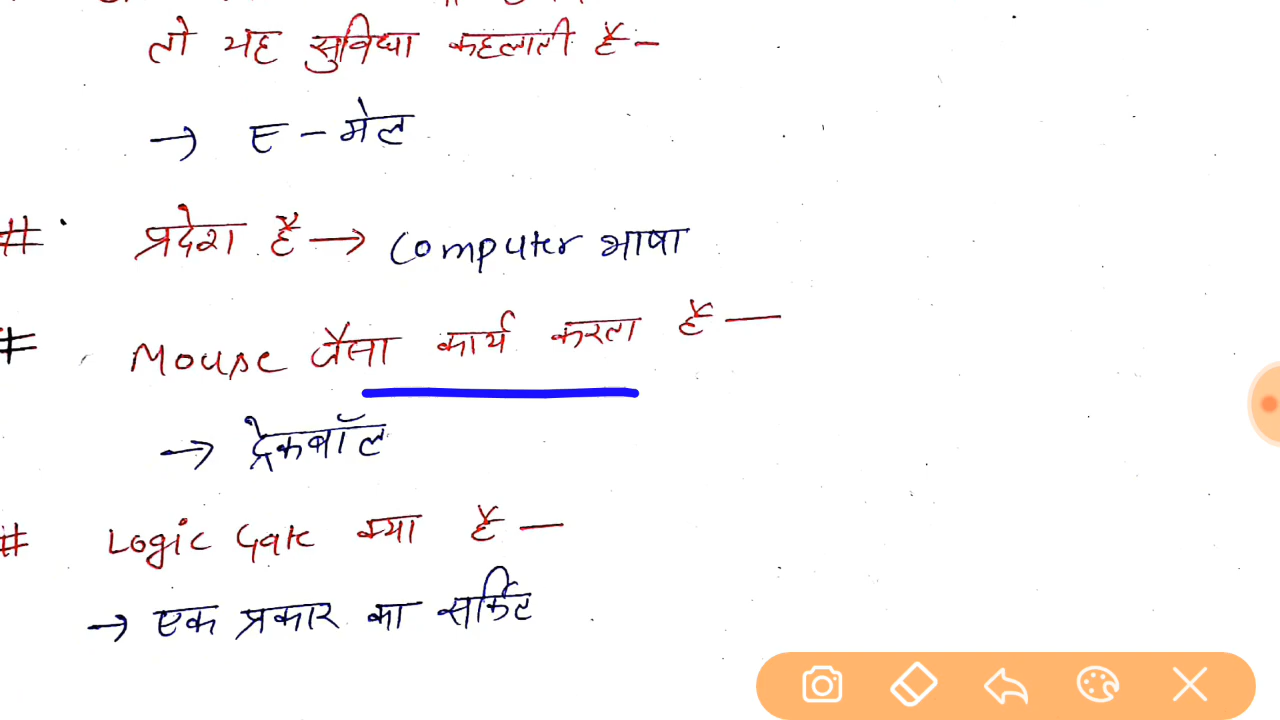 तो यह सुविधा कहलाती है -
→ ए - मेल
# प्रदेश है → Computer भाषा
# Mouse जैसा कार्य करता है —
→ ट्रेकबॉल
# Logic Gate क्या है —
→ एक प्रकार का सर्किट